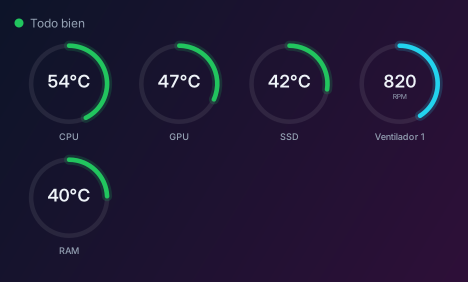 Todo bien
54°C
CPU
47°C
GPU
42°C
SSD
820
RPM
Ventilador 1
40°C
RAM